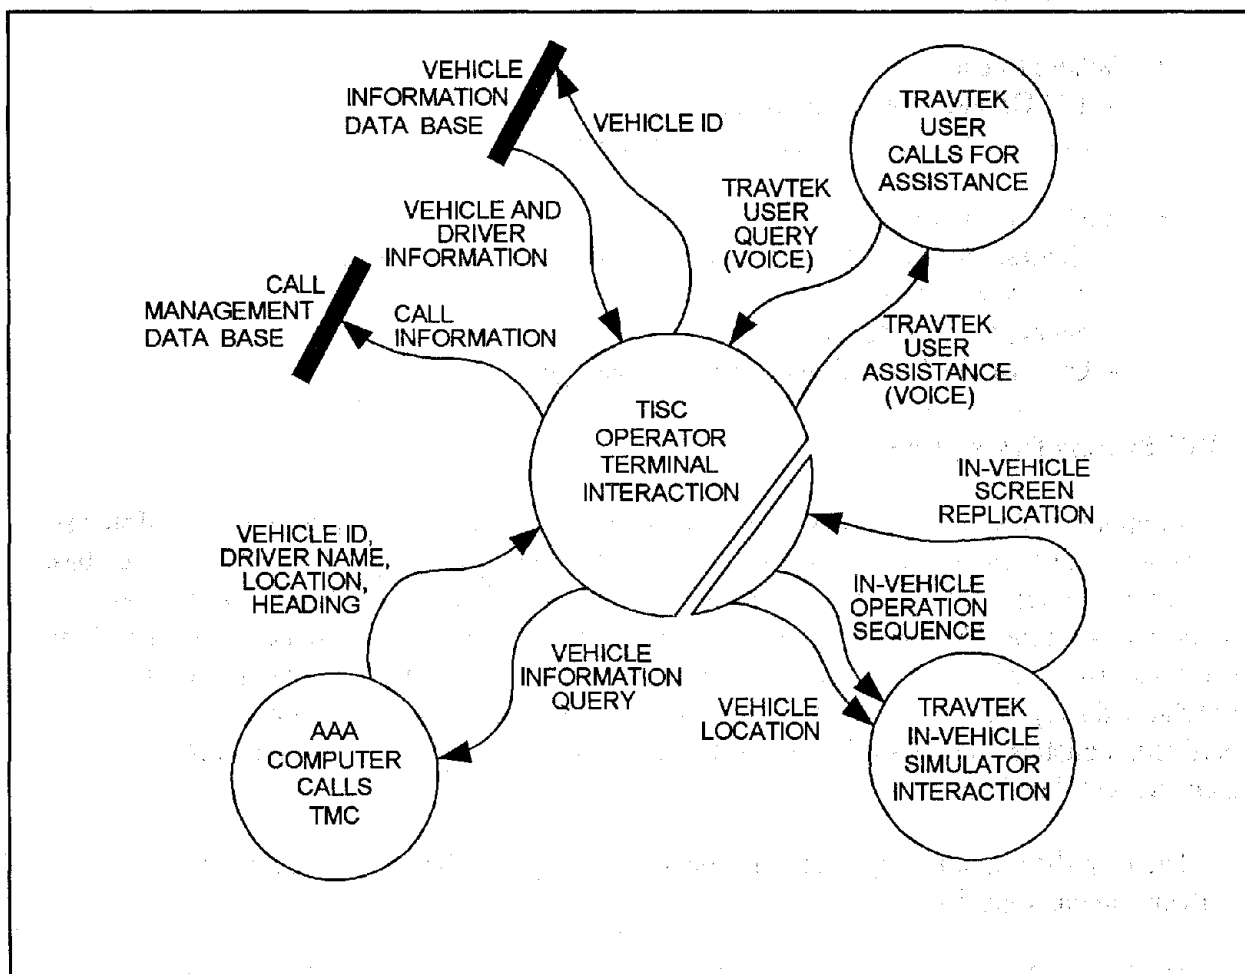 VEHICLE
INFORMATION
DATA BASE
VEHICLE ID
TRAVTEK
USER
CALLS FOR
ASSISTANCE
TRAVTEK
USER
QUERY
(VOICE)
VEHICLE AND
DRIVER
INFORMATION
CALL
MANAGEMENT
DATA BASE
CALL
INFORMATION
TRAVTEK
USER
ASSISTANCE
(VOICE)
TISC
OPERATOR
TERMINAL
INTERACTION
IN-VEHICLE
SCREEN
REPLICATION
VEHICLE ID,
DRIVER NAME,
LOCATION,
HEADING
IN-VEHICLE
OPERATION
SEQUENCE
VEHICLE
INFORMATION
QUERY
VEHICLE
LOCATION
AAA
COMPUTER
CALLS
TMC
TRAVTEK
IN-VEHICLE
SIMULATOR
INTERACTION